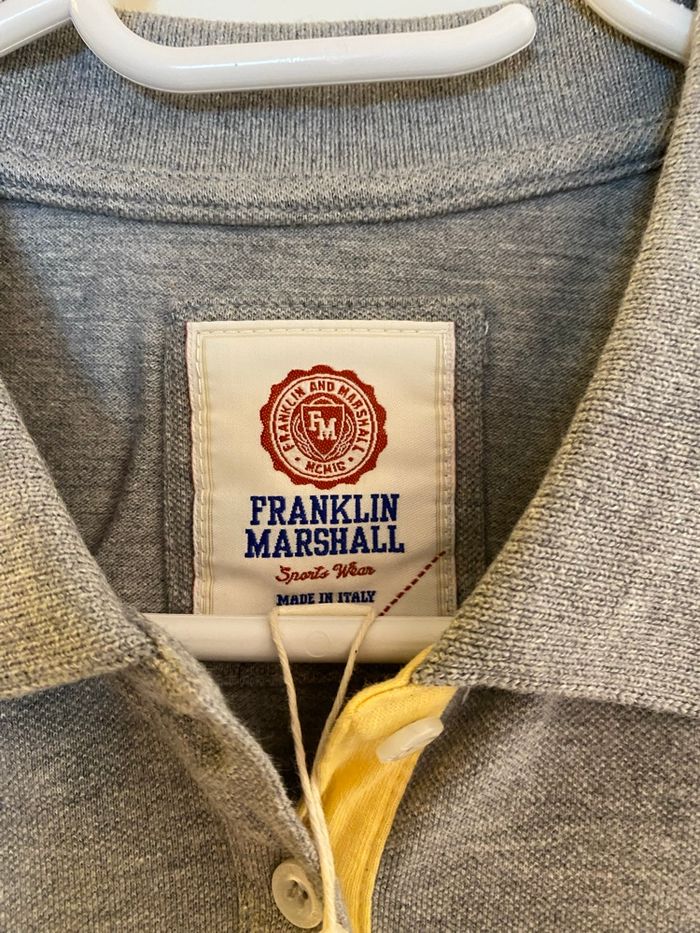 FRANKLIN AND MARSHALL
FM
MCMIC
FRANKLIN
MARSHALL
Sports Wear
MADE IN ITALY